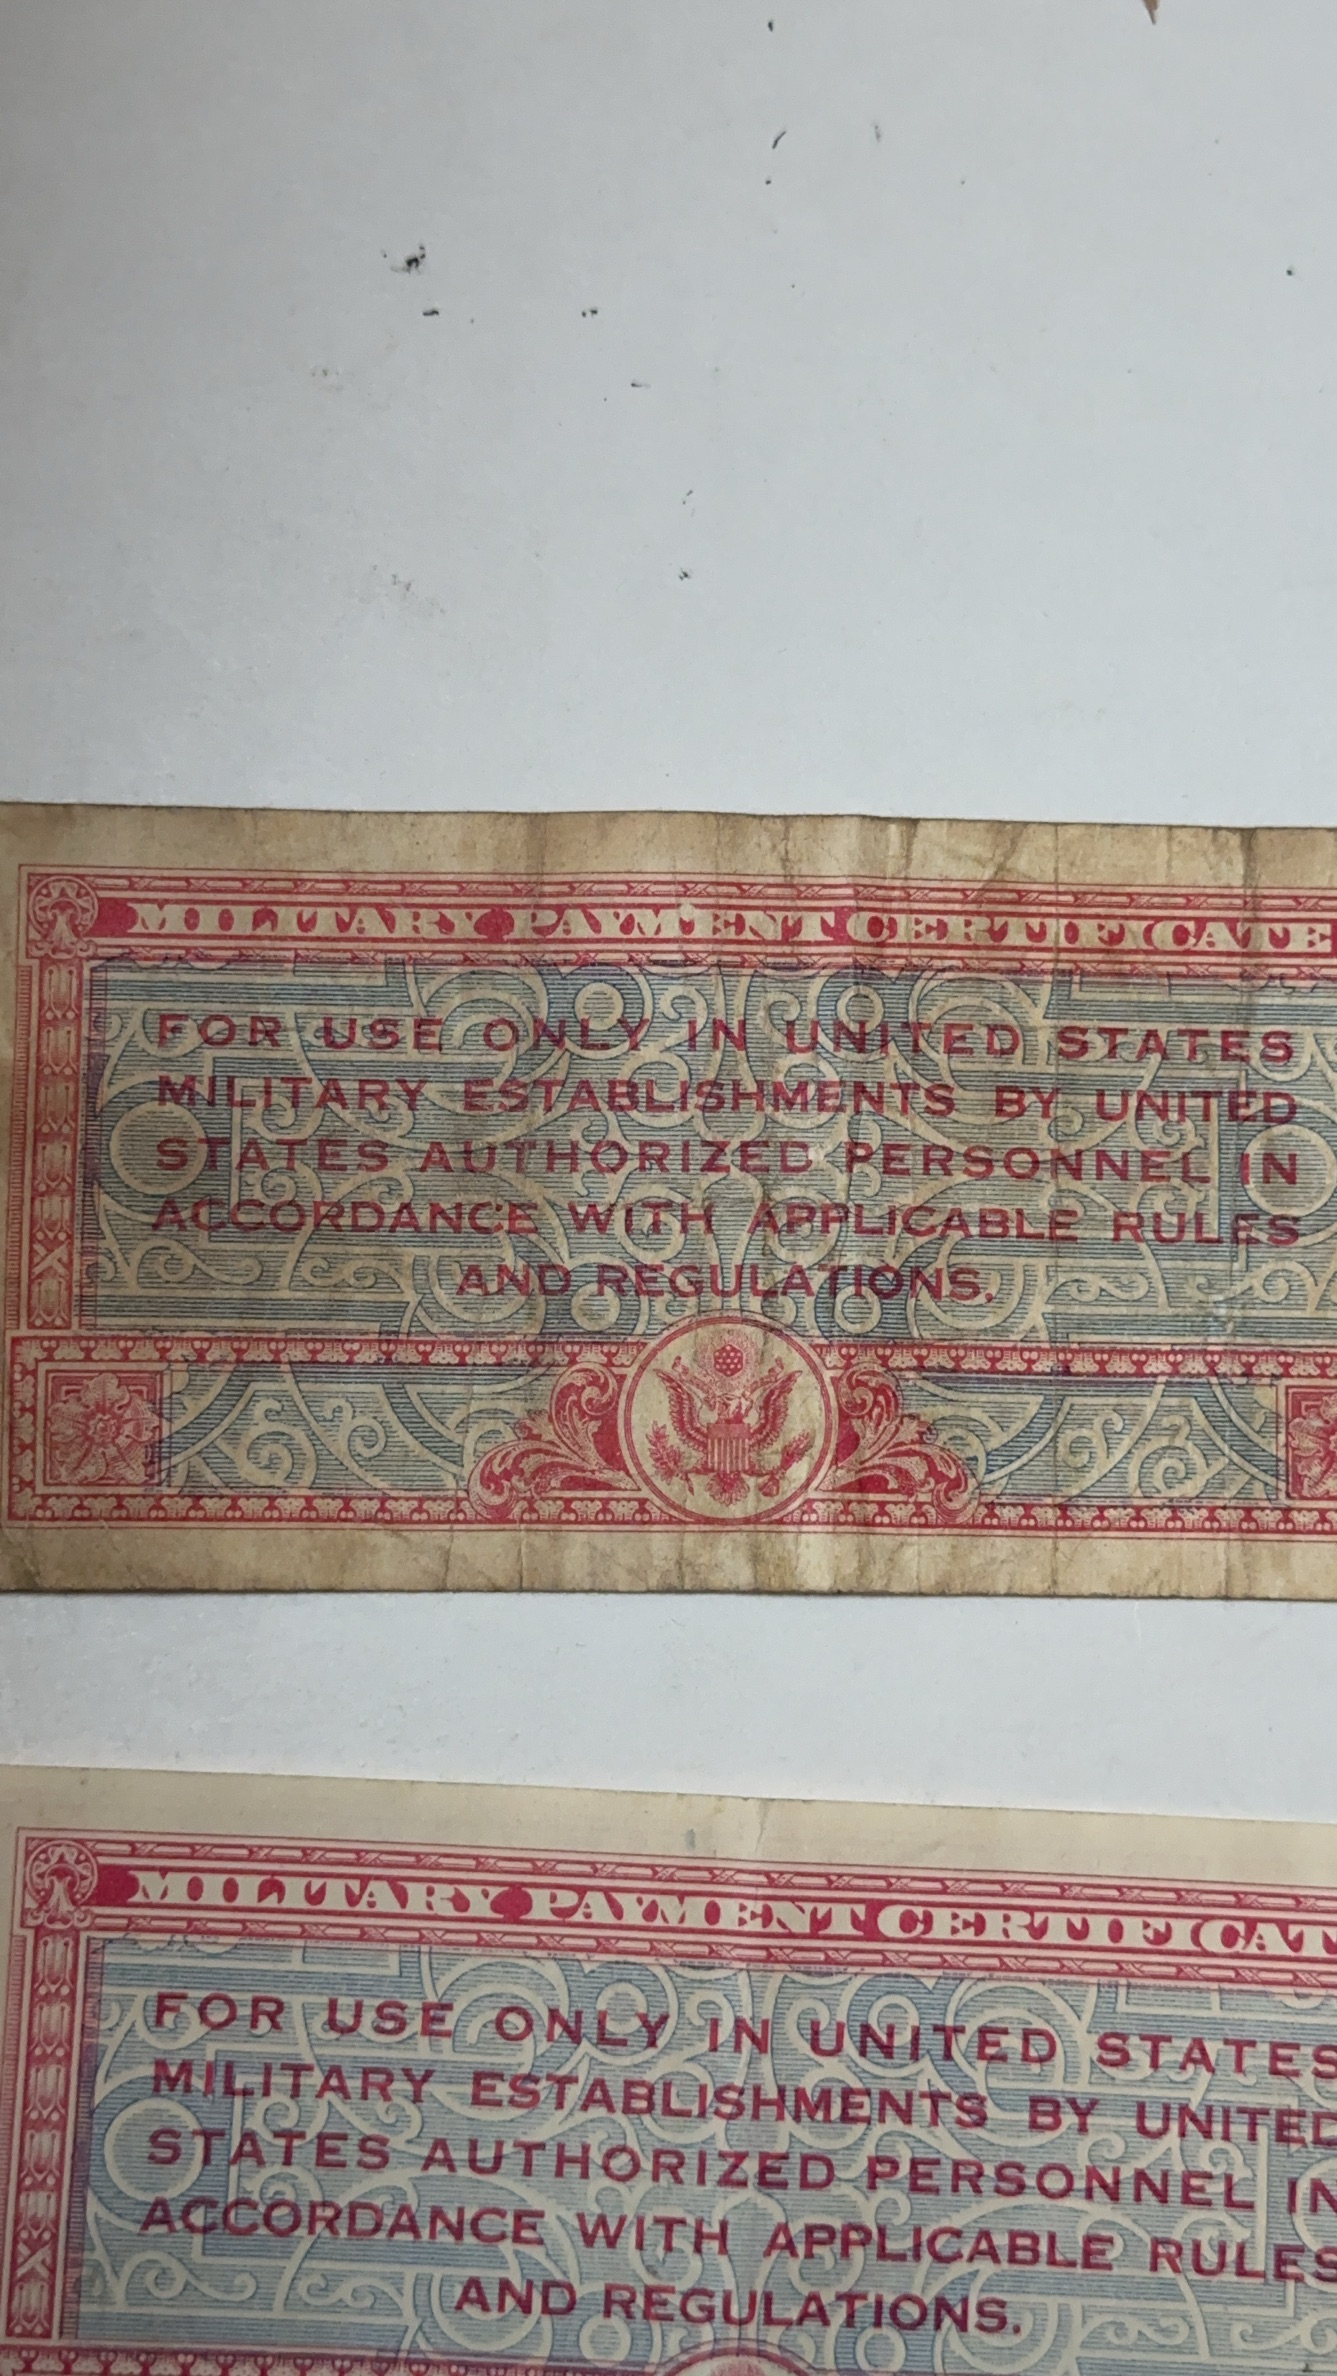 MILITARY PAYMENT CERTIFICATE
FOR USE ONLY IN UNITED STATES
MILITARY ESTABLISHMENTS BY UNITED
STATES AUTHORIZED PERSONNEL IN
ACCORDANCE WITH APPLICABLE RULES
AND REGULATIONS.
MILITARY PAYMENT CERTIFICAT
FOR USE ONLY IN UNITED STATES
MILITARY ESTABLISHMENTS BY UNITED
STATES AUTHORIZED PERSONNEL IN
ACCORDANCE WITH APPLICABLE RULES
AND REGULATIONS.